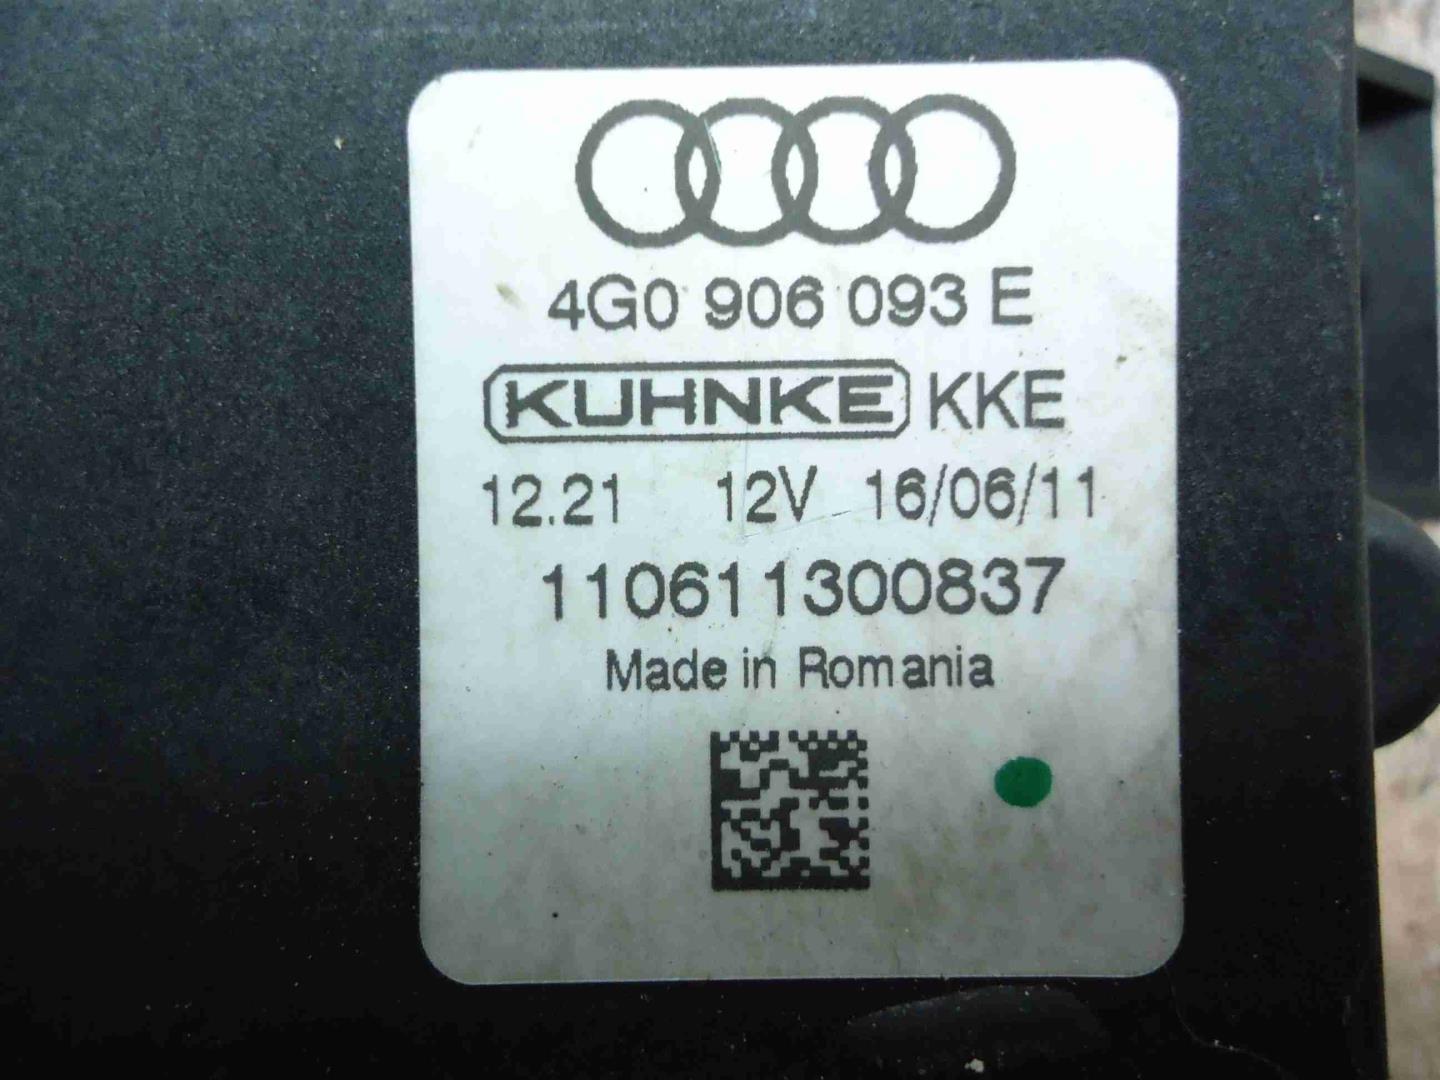 4G0 906 093 E
KUHNKE KKE
12.21 12V 16/06/11
110611300837
Made in Romania